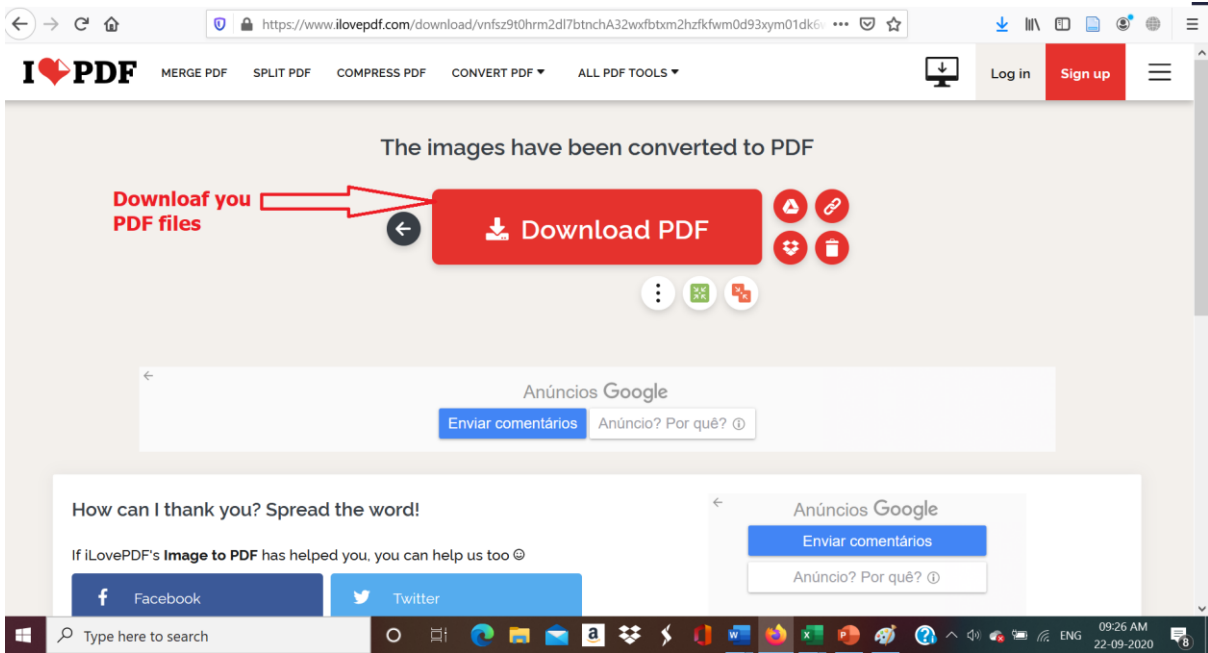 https://www.ilovepdf.com/download/vnfsz9t0hrm2dl7btnchA32wxfbtxm2hzfkfwm0d93xym01dk6
I PDF MERGE PDF SPLIT PDF COMPRESS PDF CONVERT PDF ALL PDF TOOLS Log in Sign up
The images have been converted to PDF
Downloaf you
PDF files
Download PDF
Anúncios Google
Enviar comentários Anúncio? Por quê?
How can I thank you? Spread the word!
Anúncios Google
Enviar comentários
If iLovePDF's Image to PDF has helped you, you can help us too
Anúncio? Por quê?
f Facebook Twitter
Type here to search ENG 09:26 AM
22-09-2020 8